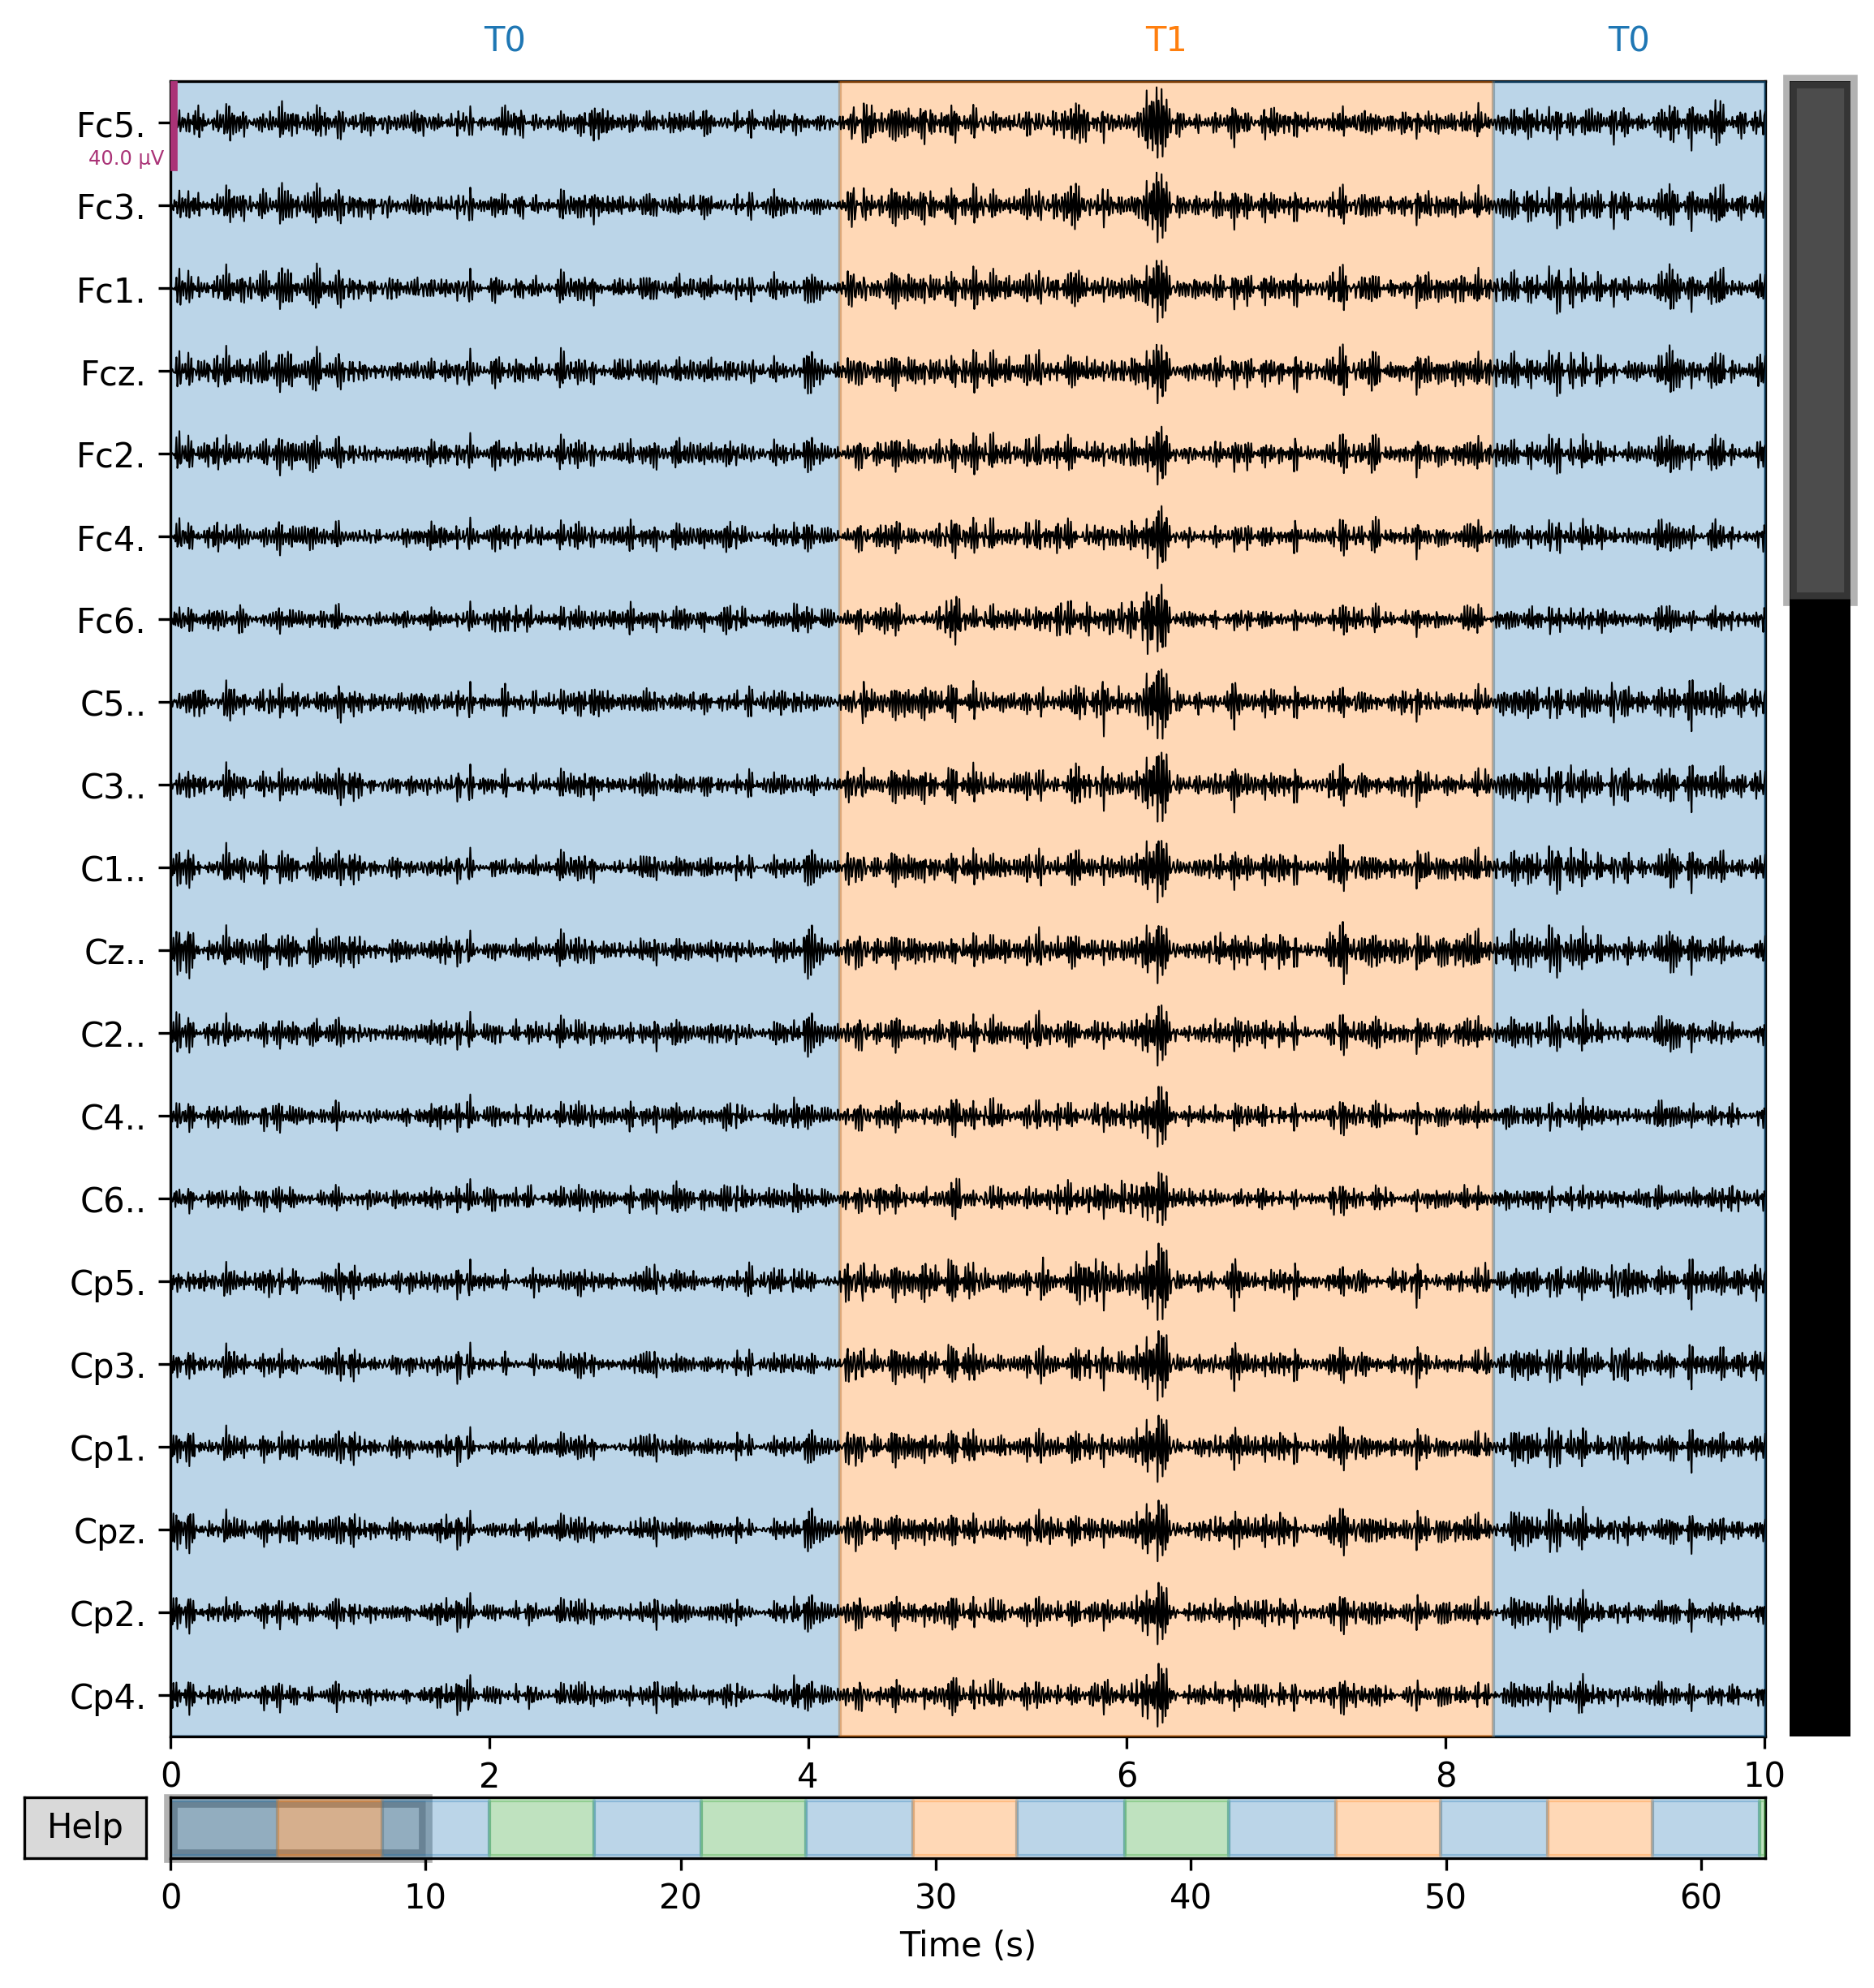 T0 T1 T0
Fc5.
40.0 µV
Fc3.
Fc1.
Fcz.
Fc2.
Fc4.
Fc6.
C5..
C3..
C1..
Cz..
C2..
C4..
C6..
Cp5.
Cp3.
Cp1.
Cpz.
Cp2.
Cp4.
0 2 4 6 8 10
Help
0 10 20 30 40 50 60
Time (s)